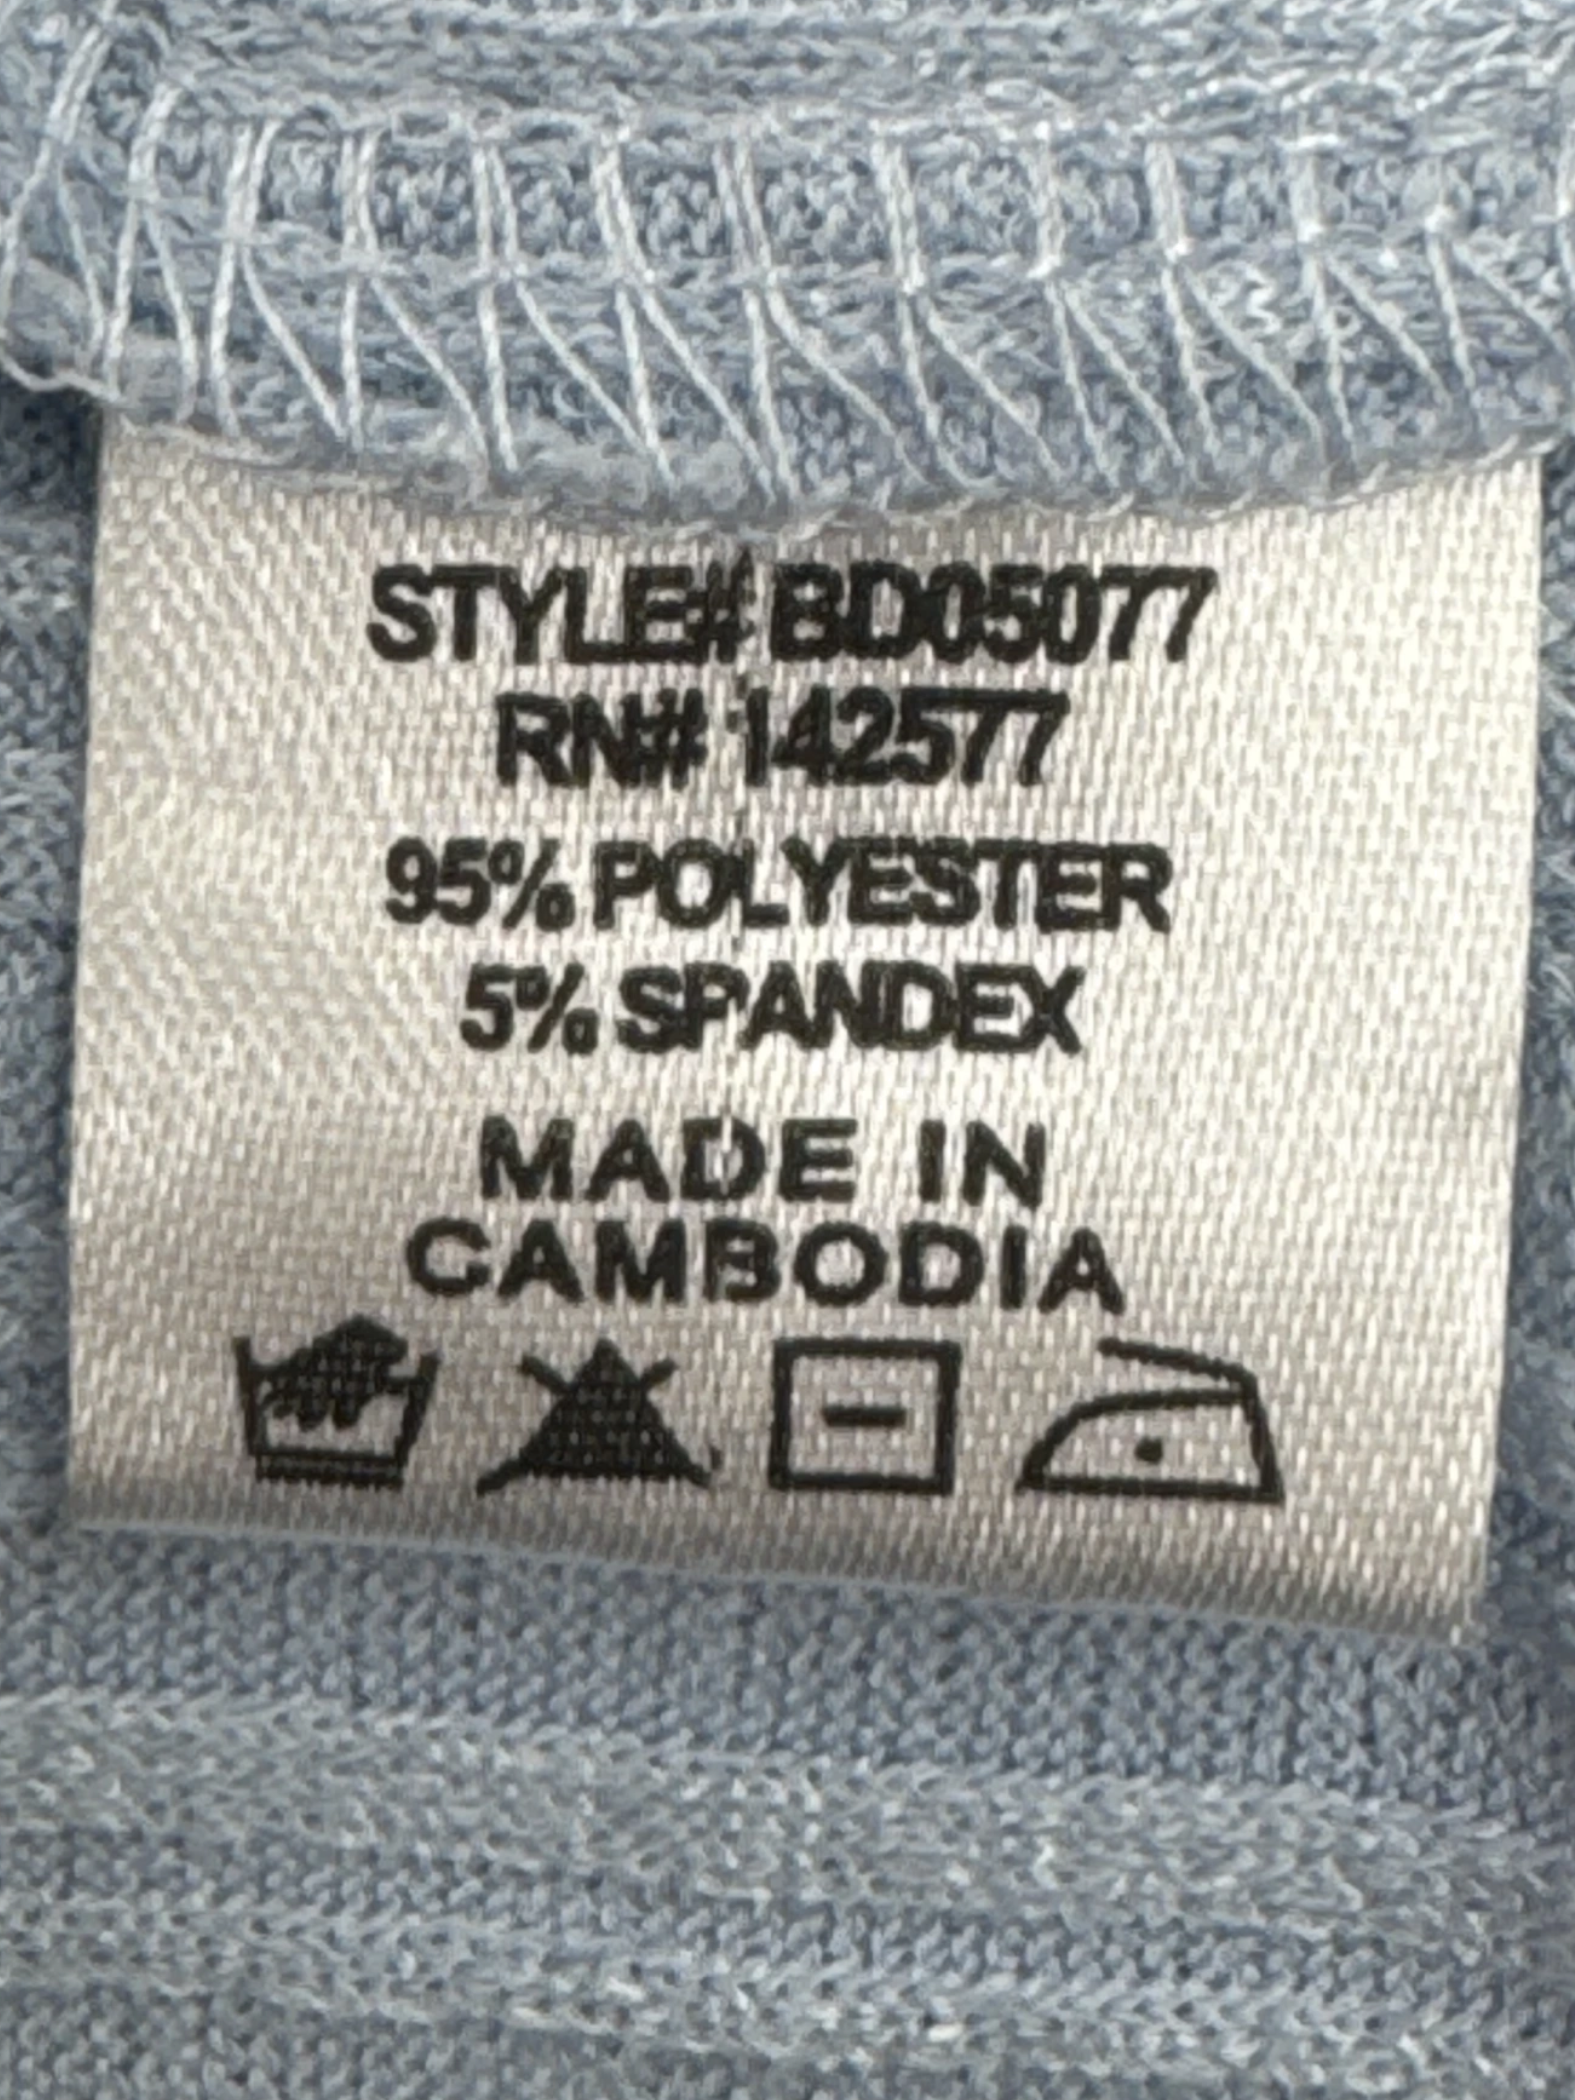 STYLE# BD05077
RN# 142577
95% POLYESTER
5% SPANDEX
MADE IN
CAMBODIA